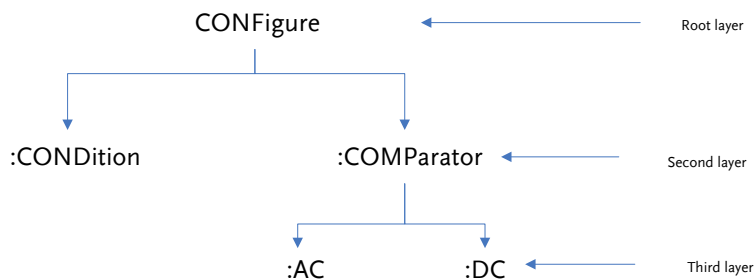 CONFigure
Root layer
:CONDition
:COMParator
Second layer
:AC
:DC
Third layer